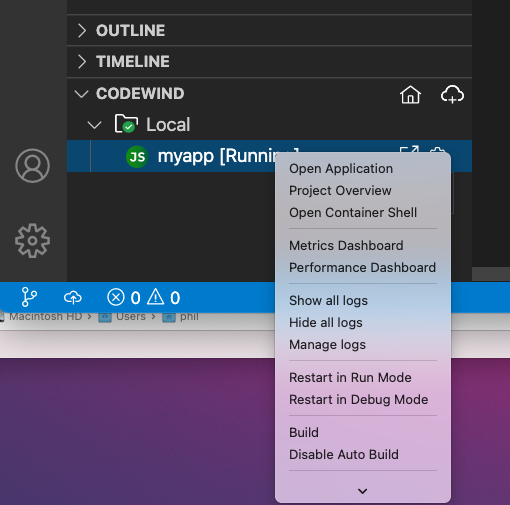 OUTLINE
TIMELINE
CODEWIND
Local
JS myapp [Running]
Open Application
Project Overview
Open Container Shell
Metrics Dashboard
Performance Dashboard
Show all logs
Hide all logs
Manage logs
Restart in Run Mode
Restart in Debug Mode
Build
Disable Auto Build
0 0
Macintosh HD › Users › phil